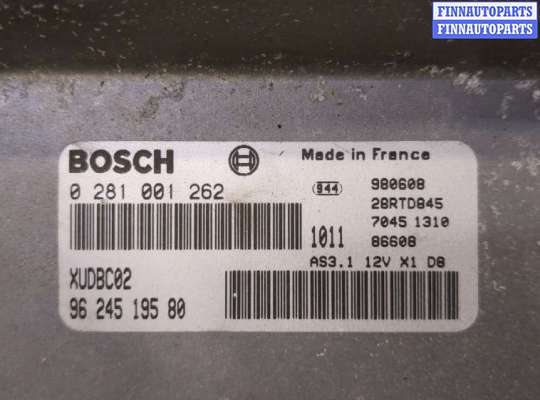 FINNAUTOPARTS
FINNAUTOPARTS
BOSCH
Made in France
0 281 001 262
944
980608
28RTD845
7045 1310
1011
86608
AS3.1 12V X1 D8
XUDBC02
96 245 195 80